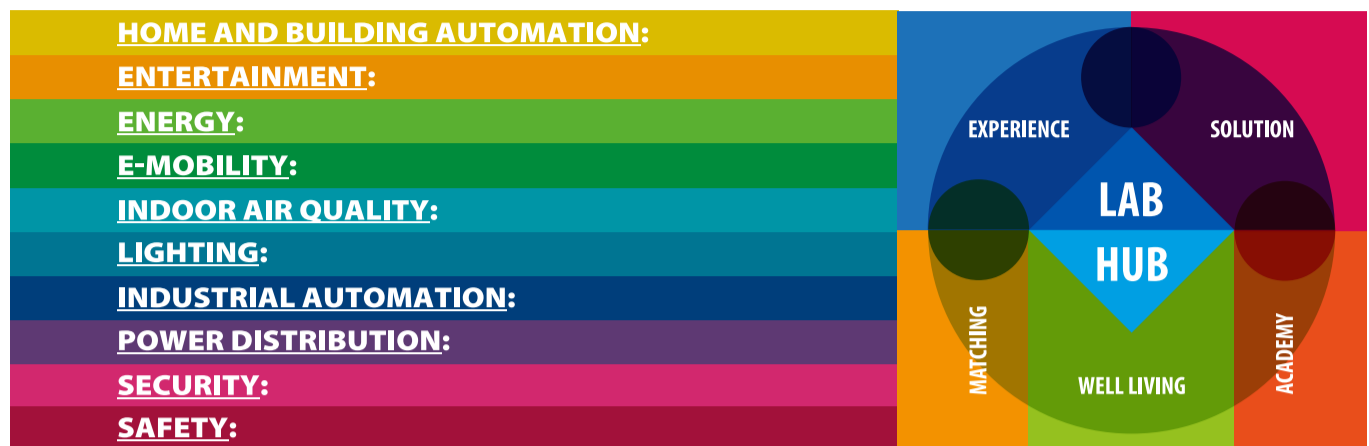 HOME AND BUILDING AUTOMATION:
ENTERTAINMENT:
ENERGY:
E-MOBILITY:
INDOOR AIR QUALITY:
LIGHTING:
INDUSTRIAL AUTOMATION:
POWER DISTRIBUTION:
SECURITY:
SAFETY:
EXPERIENCE
SOLUTION
LAB
HUB
MATCHING
WELL LIVING
ACADEMY